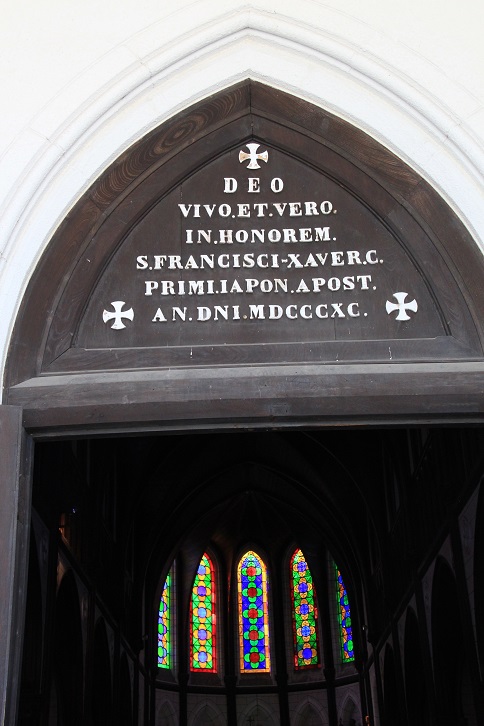 DEO
VIVO.ET.VERO.
IN.HONOREM.
S.FRANCISCI-XAVER.C.
PRIMI.IAPON.APOST.
AN.DNI.MDCCCXC.